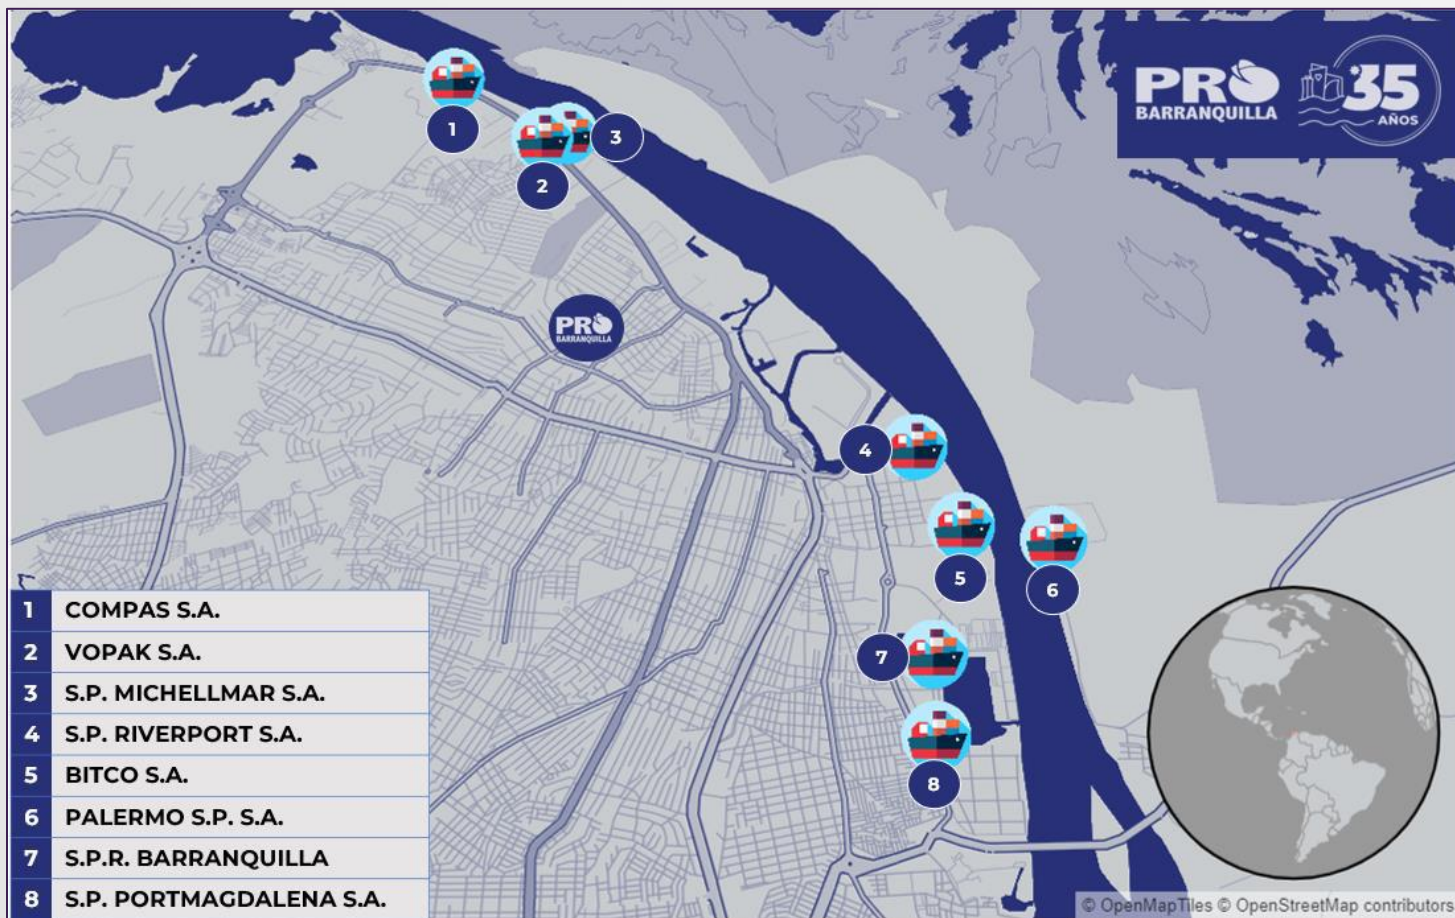 PRO
BARRANQUILLA
35
AÑOS
1
3
2
PRO
BARRANQUILLA
4
5
6
7
8
1 COMPAS S.A.
2 VOPAK S.A.
3 S.P. MICHELLMAR S.A.
4 S.P. RIVERPORT S.A.
5 BITCO S.A.
6 PALERMO S.P. S.A.
7 S.P.R. BARRANQUILLA
8 S.P. PORTMAGDALENA S.A.
© OpenMapTiles © OpenStreetMap contributors